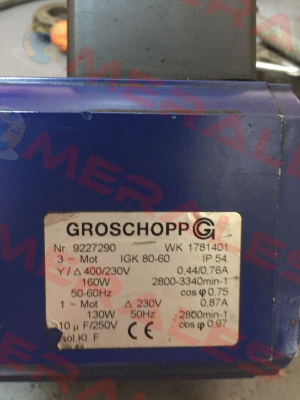 GROSCHOPP G
Nr. 9227290 WK 1781401
3 ~ Mot IGK 80-60 IP 54
Y / Δ 400/230V 0,44/0,76A
160W 2800-3340min-1
50-60Hz cos φ 0.75
1 ~ Mot Δ 230V 0,87A
130W 50Hz 2800min-1
10 µ F/250V CE cos φ 0.97
Isol.Kl. F